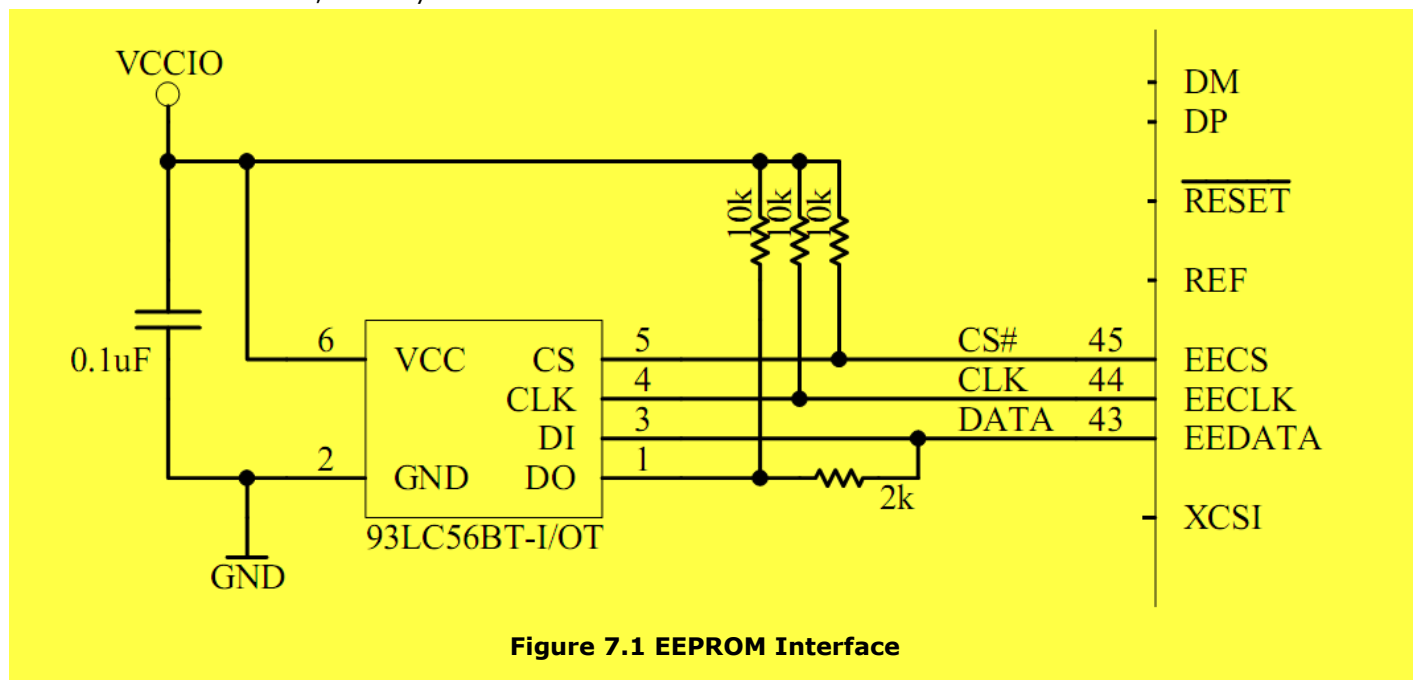 VCCIO
DM
DP
RESET
REF
10k
10k
10k
0.1uF
6
VCC
CS
5
CS#
45
EECS
CLK
4
CLK
44
EECLK
DI
3
DATA
43
EEDATA
2
GND
DO
1
2k
XCSI
93LC56BT-I/OT
GND
Figure 7.1 EEPROM Interface